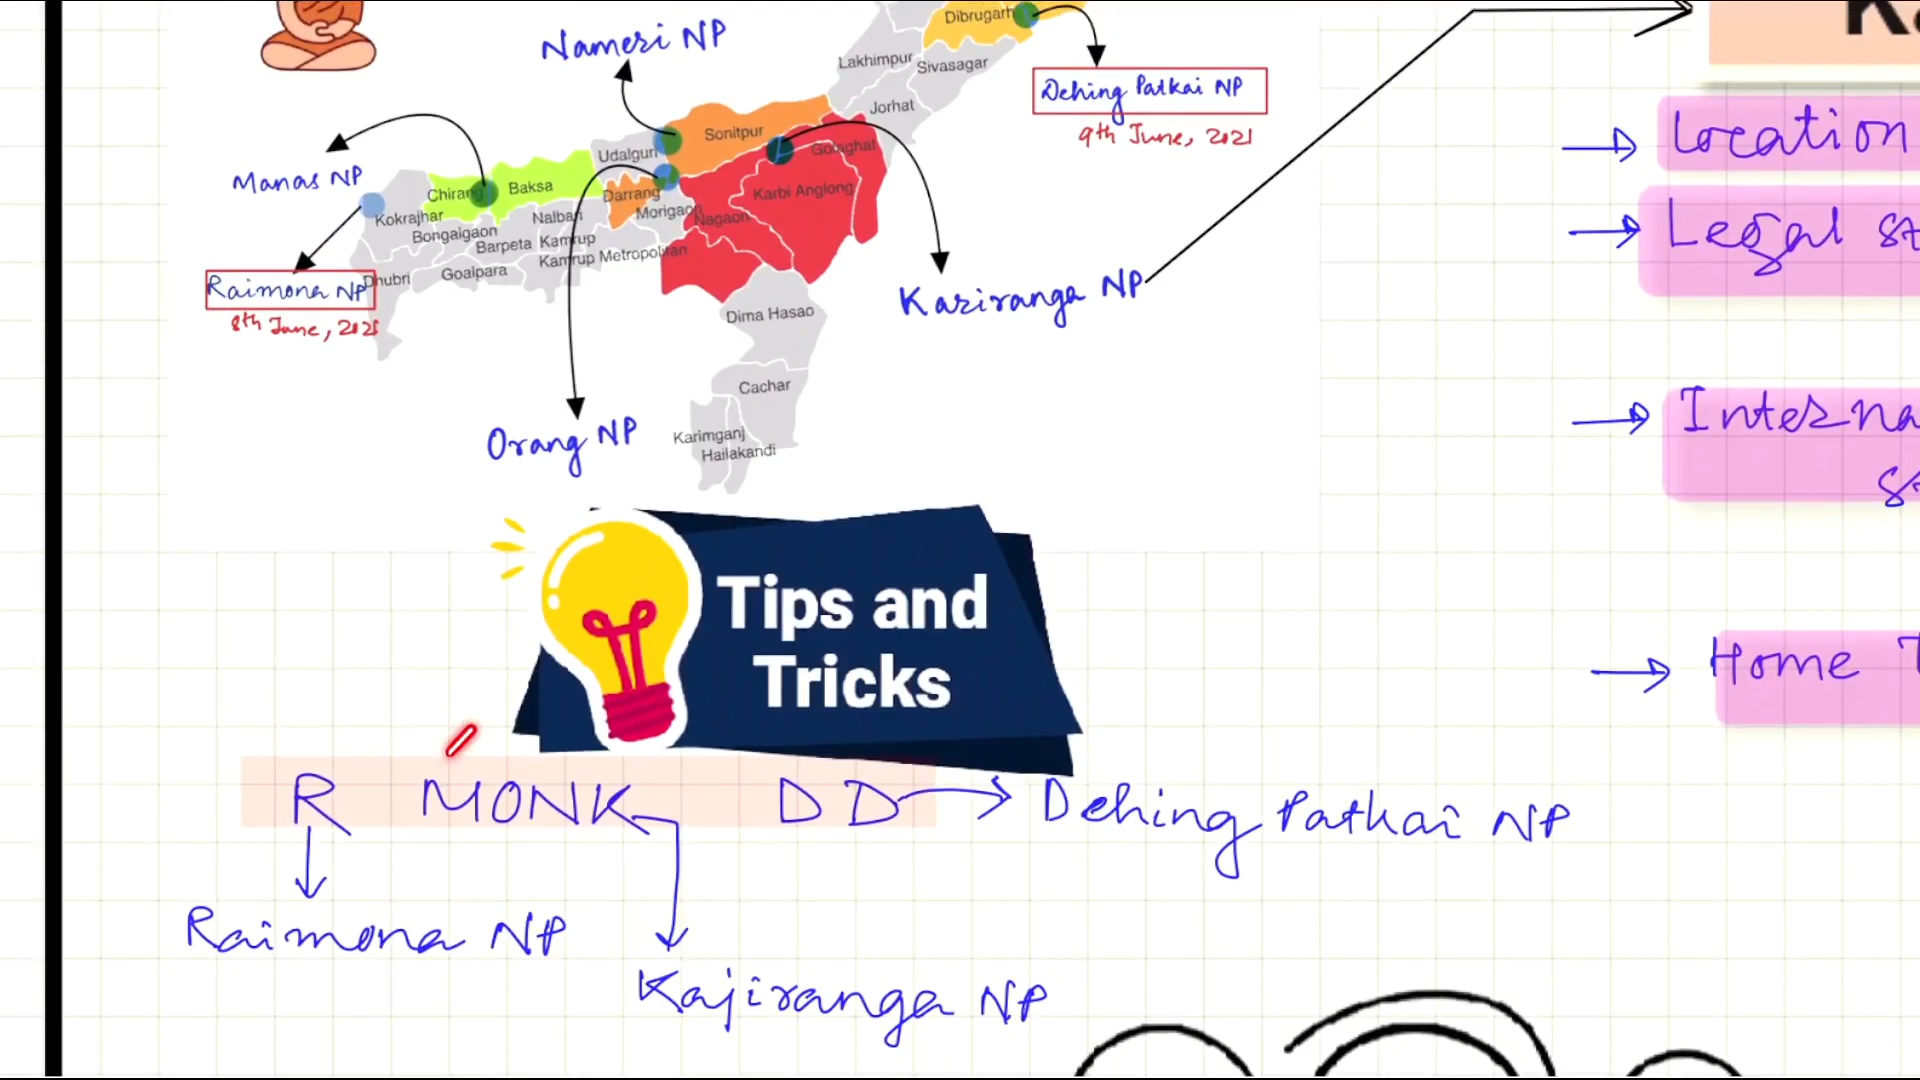 Dibrugarh
Nameri NP
Lakhimpur
Sivasagar
Dehing Patkai NP
Jorhat
9th June, 2021
Sonitpur
Golaghat
Location
Udalguri
Manas NP
Chirang
Baksa
Darrang
Karbi Anglong
Kokrajhar
Nalbari
Morigaon
Nagaon
Legal St
Bongaigaon
Barpeta
Kamrup
Kamrup Metropolitan
Dhubri
Goalpara
Raimona NP
8th June, 2021
Kaziranga NP
Dima Hasao
Cachar
Interna
St
Orang NP
Karimganj
Hailakandi
Tips and
Tricks
Home T
R MONK DD Dehing Patkai NP
Raimona NP
Kajiranga NP